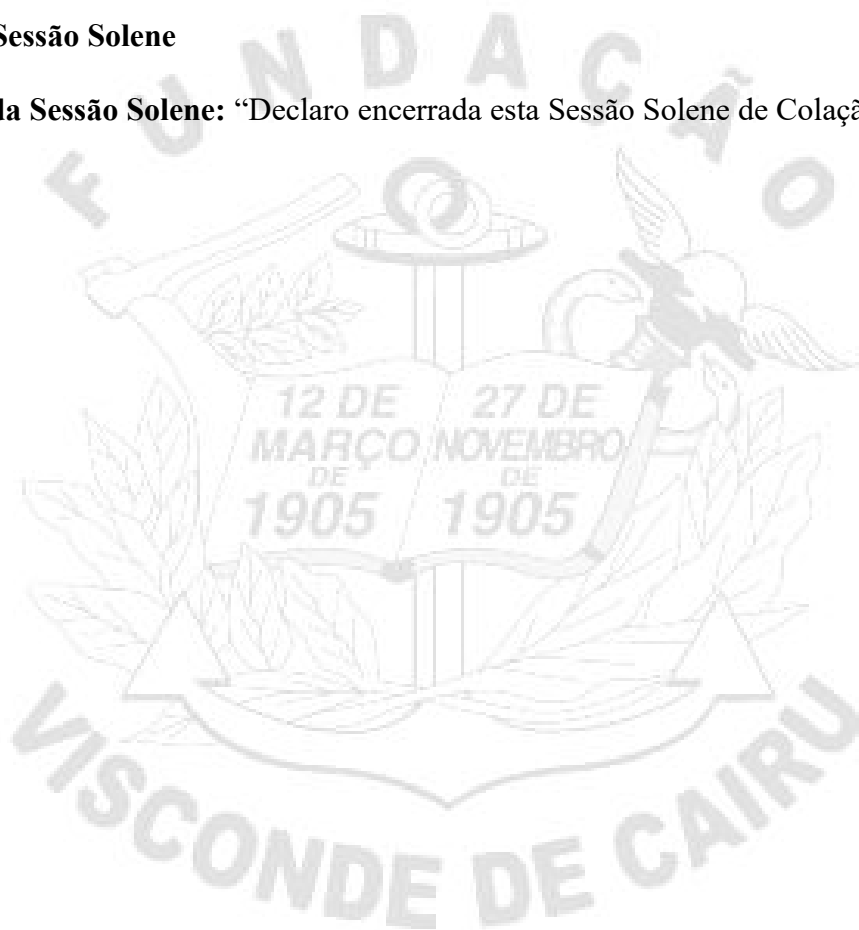 Sessão Solene
la Sessão Solene: “Declaro encerrada esta Sessão Solene de Colaçã
FUNDAÇÃO
12 DE MARÇO DE 1905
27 DE NOVEMBRO DE 1905
VISCONDE DE CAIRU